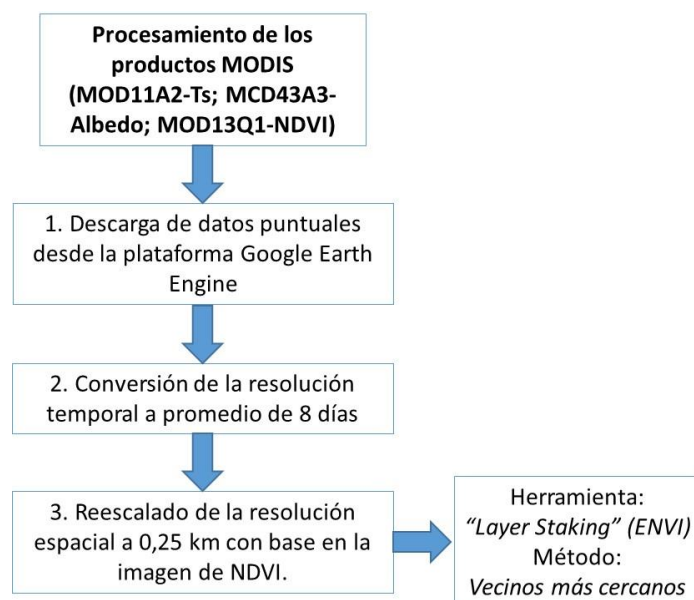 Procesamiento de los
productos MODIS
(MOD11A2-Ts; MCD43A3-
Albedo; MOD13Q1-NDVI)
1. Descarga de datos puntuales
desde la plataforma Google Earth
Engine
2. Conversión de la resolución
temporal a promedio de 8 días
3. Reescalado de la resolución
espacial a 0,25 km con base en la
imagen de NDVI.
Herramienta:
“Layer Staking” (ENVI)
Método:
Vecinos más cercanos